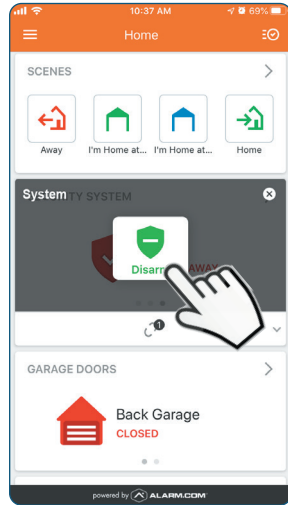 10:37 AM
69%
Home
SCENES
Away
I'm Home at...
I'm Home at...
Home
System
TY SYSTEM
Disarm
AWAY
1
GARAGE DOORS
Back Garage
CLOSED
powered by ALARM.COM